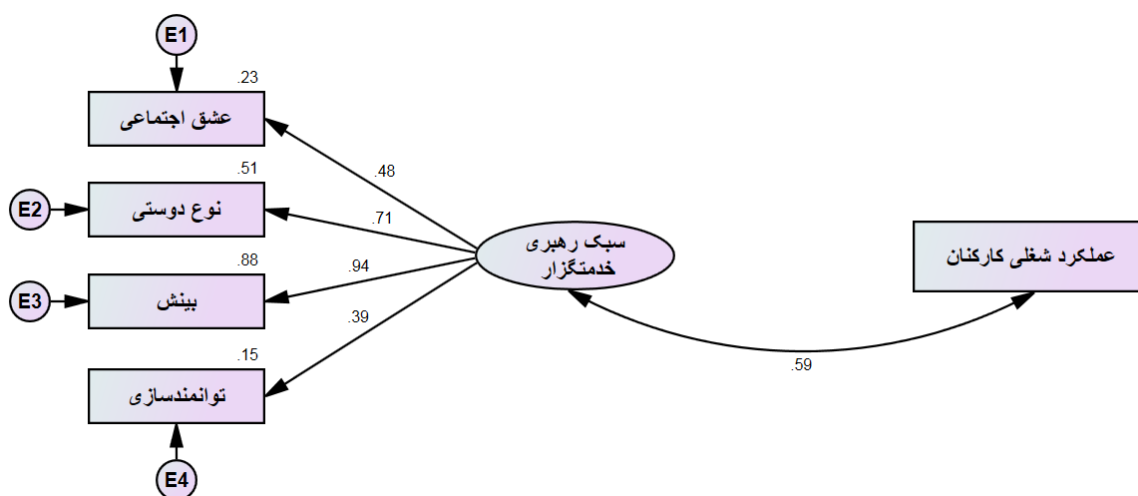 E1
.23
عشق اجتماعی
.48
.51
E2
نوع دوستی
.71
سبک رهبری
خدمتگزار
عملکرد شغلی کارکنان
.88
.94
E3
بینش
.39
.59
.15
توانمندسازی
E4